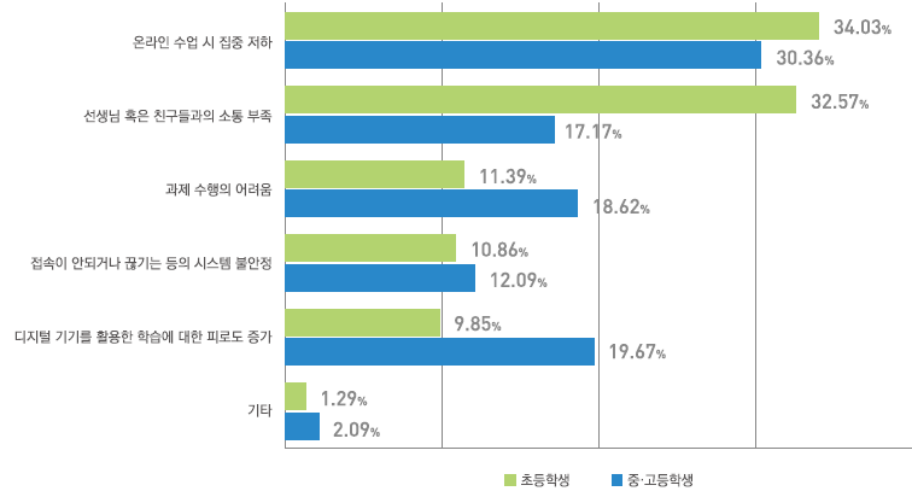 온라인 수업 시 집중 저하
34.03%
30.36%
선생님 혹은 친구들과의 소통 부족
32.57%
17.17%
과제 수행의 어려움
11.39%
18.62%
접속이 안되거나 끊기는 등의 시스템 불안정
10.86%
12.09%
디지털 기기를 활용한 학습에 대한 피로도 증가
9.85%
19.67%
기타
1.29%
2.09%
초등학생 중·고등학생